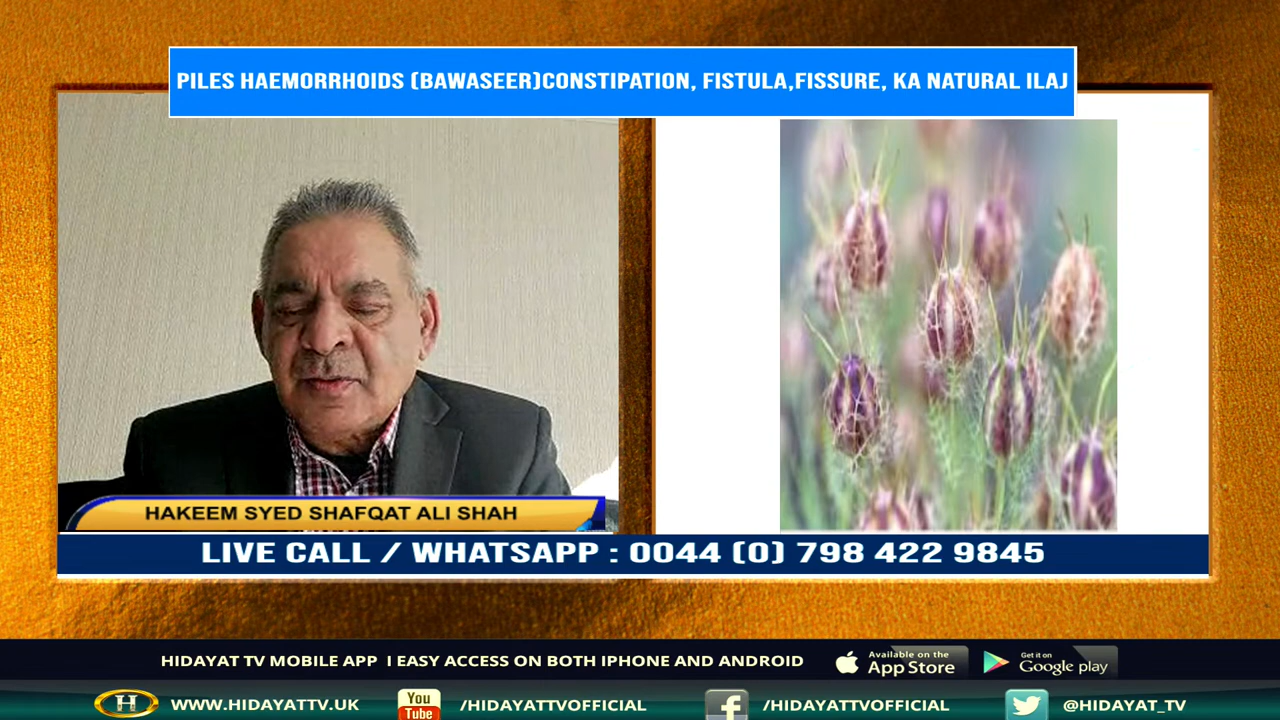 PILES HAEMORRHOIDS (BAWASEER)CONSTIPATION, FISTULA,FISSURE, KA NATURAL ILAJ
HAKEEM SYED SHAFQAT ALI SHAH
LIVE CALL / WHATSAPP : 0044 (0) 798 422 9845
HIDAYAT TV MOBILE APP I EASY ACCESS ON BOTH IPHONE AND ANDROID
Available on the
App Store
Get it on
Google play
H
WWW.HIDAYATTV.UK
You
Tube
/HIDAYATTVOFFICIAL
f
/HIDAYATTVOFFICIAL
@HIDAYAT_TV